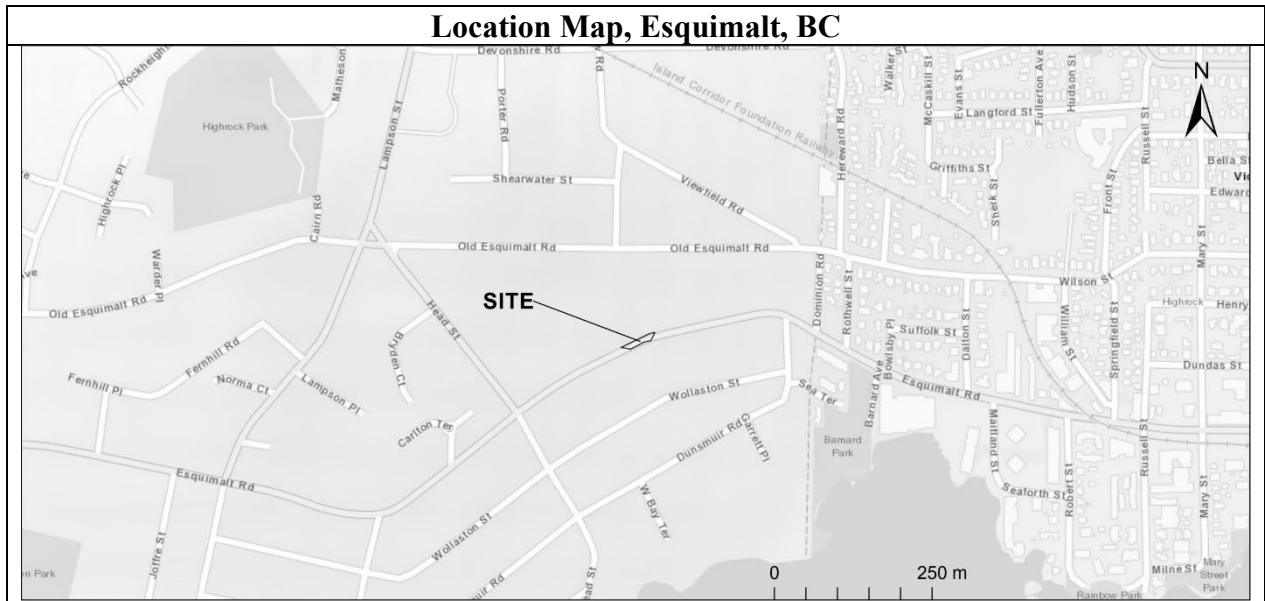 Location Map, Esquimalt, BC
Devonshire Rd
Devonshire Rd
Rockheight
Matheson
Walker St
McCaskill St
Evans St
Fullerton Ave
Hudson St
N
Island Corridor Foundation Railway
Porter Rd
Highrock Park
Lampson St
Langford St
Russell St
Hereward Rd
Griffiths St
Bella
Highrock Pl
Shearwater St
Viewfield Rd
Sherk St
Front St
Edward
Cairn Rd
Mary St
Old Esquimalt Rd
Old Esquimalt Rd
Warder Pl
Dominion Rd
Rothwell St
Wilson St
Old Esquimalt Rd
SITE
Head St
Highrock
Henry
Bryden Ct
Bowlsby Pl
Suffolk St
Dalton St
William St
Springfield St
Fernhill Rd
Dundas St
Fernhill Pl
Norma Ct
Lampson Pl
Wollaston St
Sea Ter
Barnard Ave
Esquimalt Rd
Carlton Ter
Dunsmuir Rd
Garrett Pl
Barnard
Park
Maitland St
Russell St
Esquimalt Rd
W Bay Ter
Seaforth St
Robert St
Mary St
Joffre St
Wollaston St
0 250 m
Milne St
Mary
Street
Park
Rainbow Park